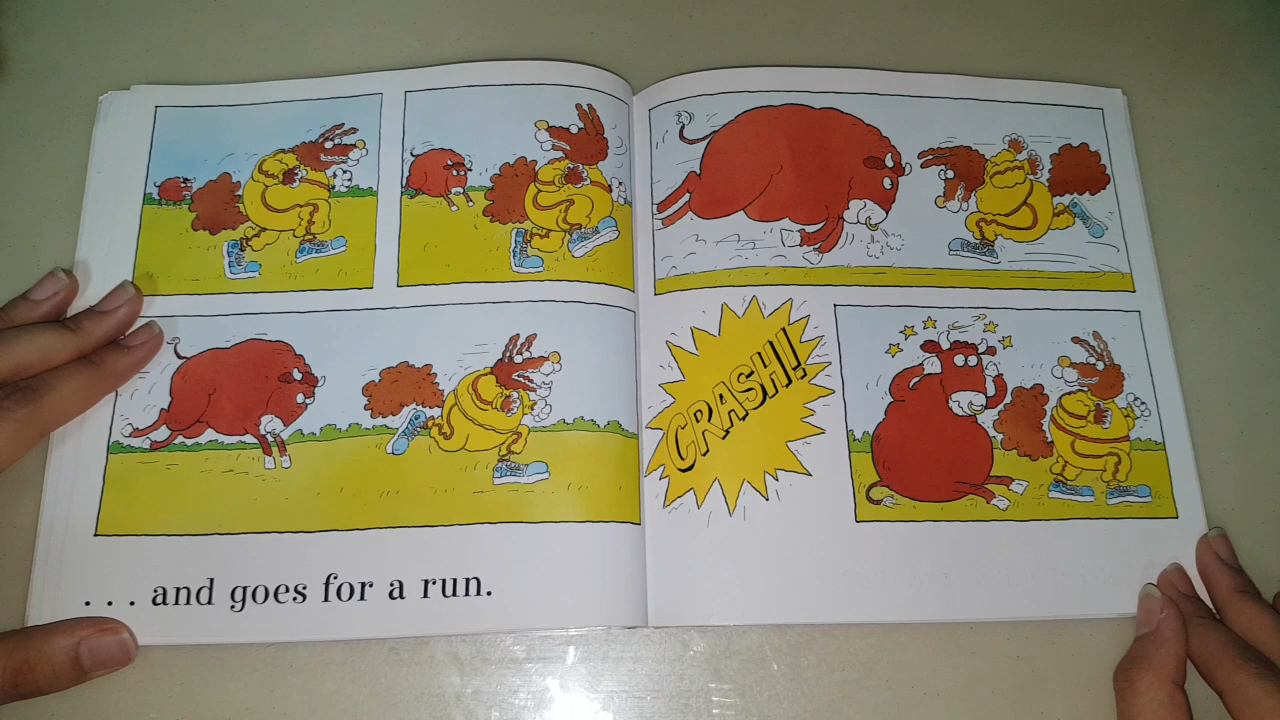 . . . and goes for a run.
CRASH!